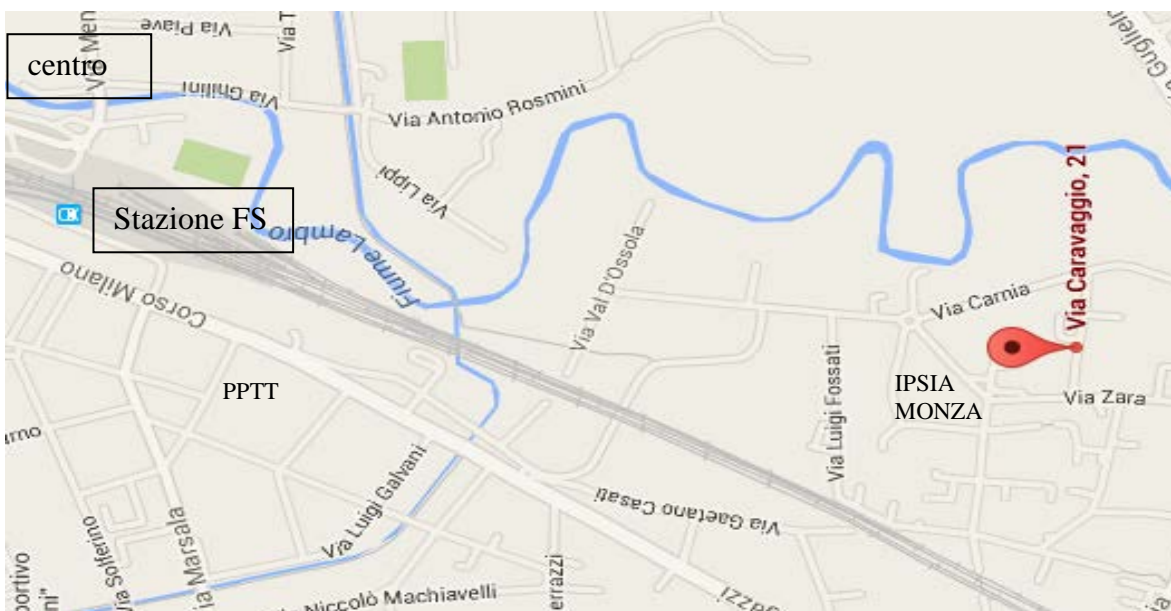 Via Piave
centro
Via Ghilini
Via Antonio Rosmini
Via Lippi
Stazione FS
Fiume Lambro
Via Caravaggio, 21
Corso Milano
Via Val D'Ossola
Via Carnia
PPTT
Via Luigi Fossati
IPSIA
MONZA
Via Zara
Via Luigi Galvani
Via Gaetano Casati
Via Solferino
Via Marsala
Niccolò Machiavelli